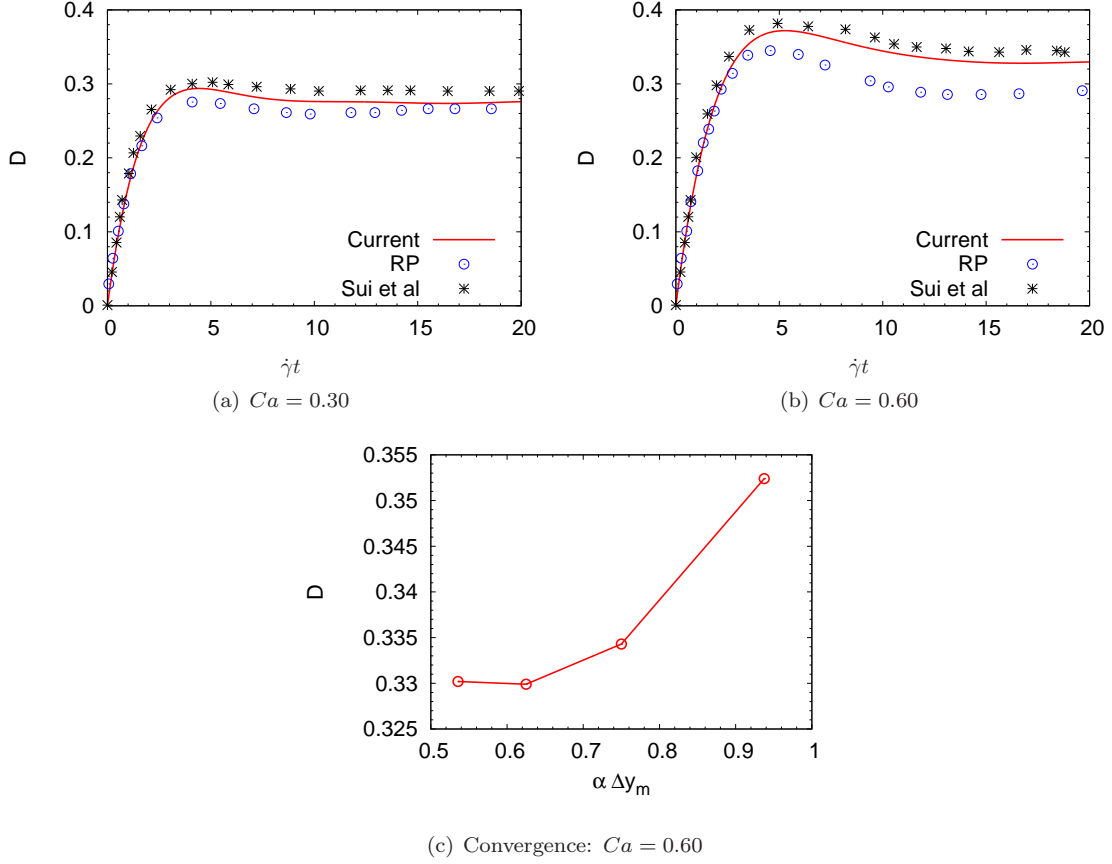 0.4
0.3
0.2
0.1
0
D
Current
RP
Sui et al
0 5 10 15 20
γ̇t
(a) Ca = 0.30
0.4
0.3
0.2
0.1
0
D
Current
RP
Sui et al
0 5 10 15 20
γ̇t
(b) Ca = 0.60
0.355
0.35
0.345
0.34
0.335
0.33
0.325
D
0.5 0.6 0.7 0.8 0.9 1
α Δy_m
(c) Convergence: Ca = 0.60